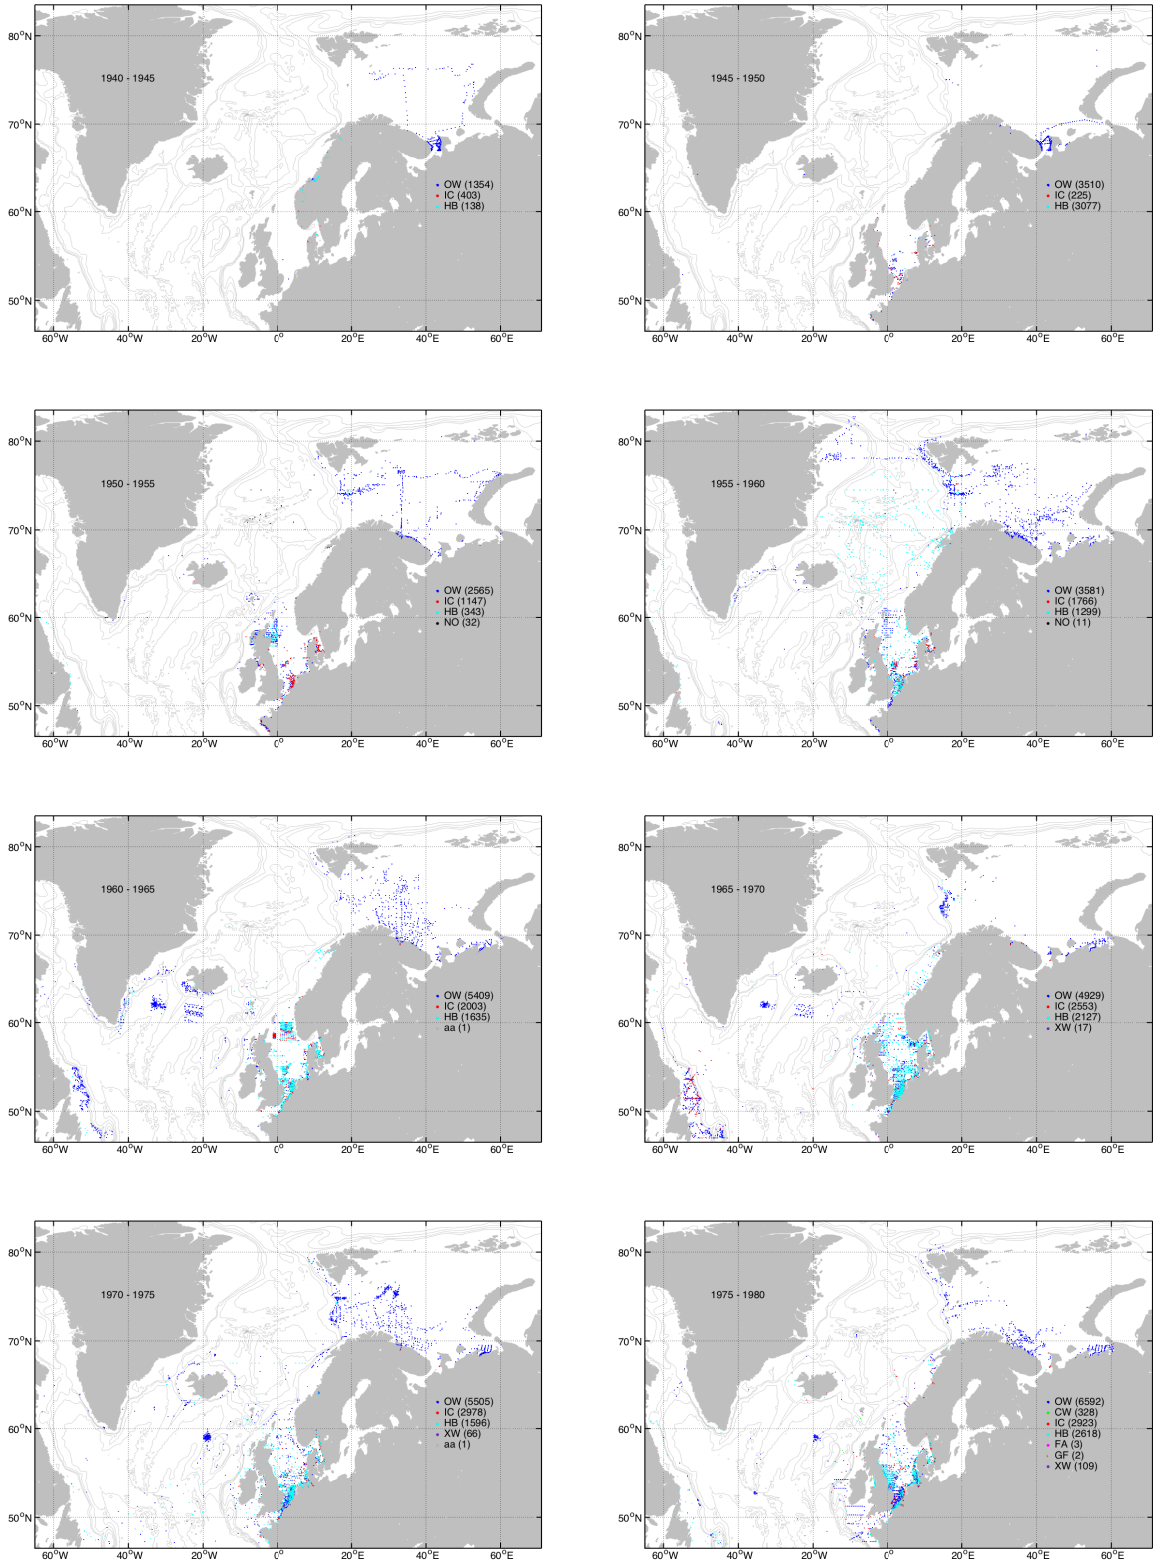 80°N
1940 - 1945
70°N
OW (1354)
IC (403)
HB (138)
60°N
50°N
60°W 40°W 20°W 0° 20°E 40°E 60°E
80°N
1945 - 1950
70°N
OW (3510)
IC (225)
HB (3077)
60°N
50°N
60°W 40°W 20°W 0° 20°E 40°E 60°E
80°N
1950 - 1955
70°N
OW (2565)
IC (1147)
HB (343)
NO (32)
60°N
50°N
60°W 40°W 20°W 0° 20°E 40°E 60°E
80°N
1955 - 1960
70°N
OW (3581)
IC (1766)
HB (1299)
NO (11)
60°N
50°N
60°W 40°W 20°W 0° 20°E 40°E 60°E
80°N
1960 - 1965
70°N
OW (5409)
IC (2003)
HB (1635)
aa (1)
60°N
50°N
60°W 40°W 20°W 0° 20°E 40°E 60°E
80°N
1965 - 1970
70°N
OW (4929)
IC (2553)
HB (2127)
XW (17)
60°N
50°N
60°W 40°W 20°W 0° 20°E 40°E 60°E
80°N
1970 - 1975
70°N
OW (5505)
IC (2978)
HB (1596)
XW (66)
aa (1)
60°N
50°N
60°W 40°W 20°W 0° 20°E 40°E 60°E
80°N
1975 - 1980
70°N
OW (6592)
CW (328)
IC (2923)
HB (2618)
FA (3)
GF (2)
XW (109)
60°N
50°N
60°W 40°W 20°W 0° 20°E 40°E 60°E